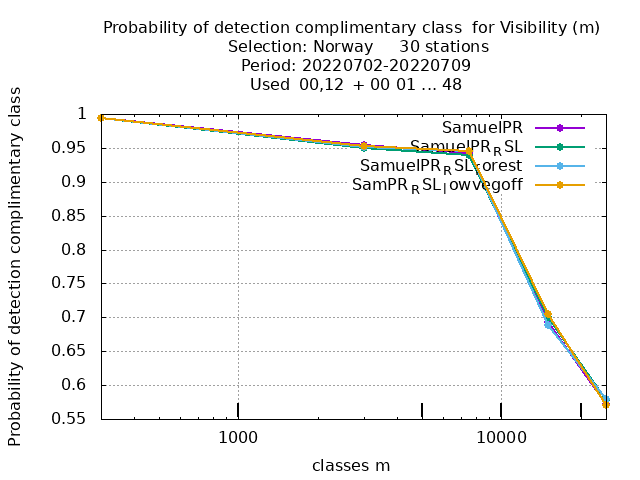 Probability of detection complimentary class for Visibility (m)
Selection: Norway 30 stations
Period: 20220702-20220709
Used 00,12 + 00 01 ... 48
Probability of detection complimentary class
1
0.95
0.9
0.85
0.8
0.75
0.7
0.65
0.6
0.55
SamuelPR
SamuelPR_RSL
SamuelPR_RSL_forest
SamPR_RSL_lowvegoff
1000
10000
classes m